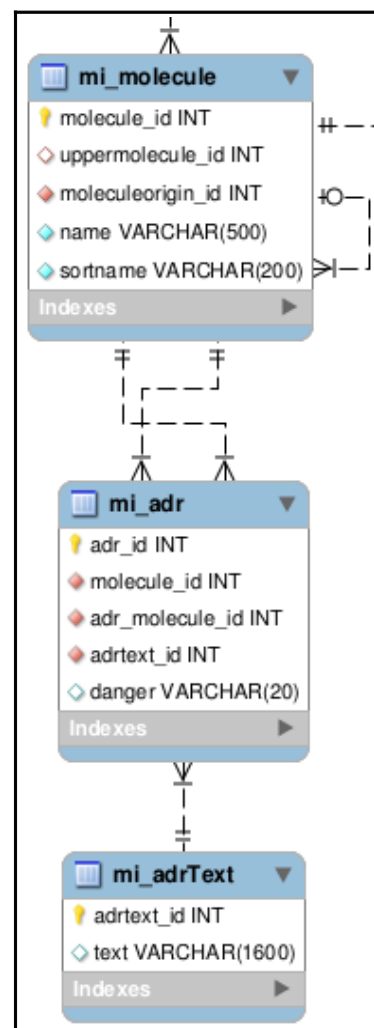 mi_molecule
molecule_id INT
uppermolecule_id INT
moleculeorigin_id INT
name VARCHAR(500)
sortname VARCHAR(200)
Indexes
mi_adr
adr_id INT
molecule_id INT
adr_molecule_id INT
adrtext_id INT
danger VARCHAR(20)
Indexes
mi_adrText
adrtext_id INT
text VARCHAR(1600)
Indexes